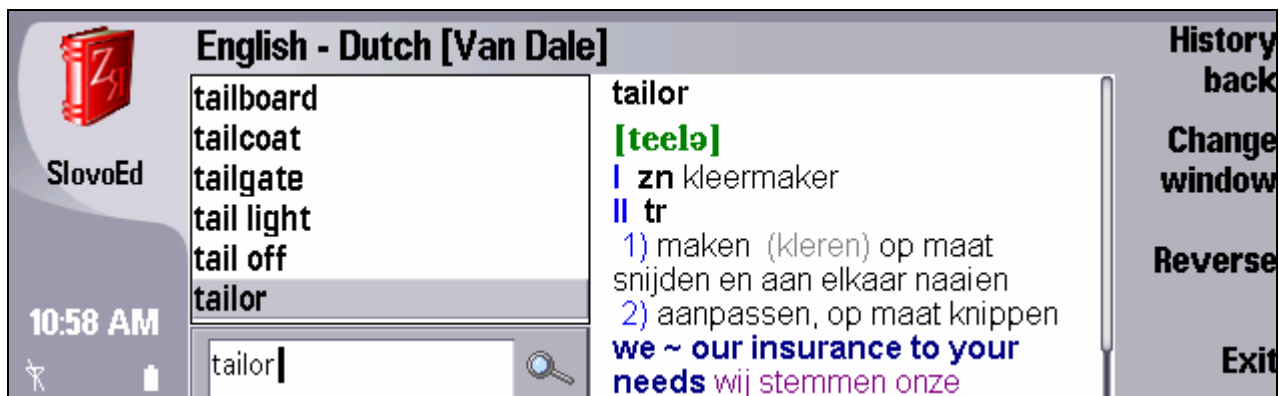 English - Dutch [Van Dale]
SlovoEd
10:58 AM
tailboard
tailcoat
tailgate
tail light
tail off
tailor
tailor
tailor
[teelə]
I zn kleermaker
II tr
1) maken (kleren) op maat
snijden en aan elkaar naaien
2) aanpassen, op maat knippen
we ~ our insurance to your
needs wij stemmen onze
History
back
Change
window
Reverse
Exit